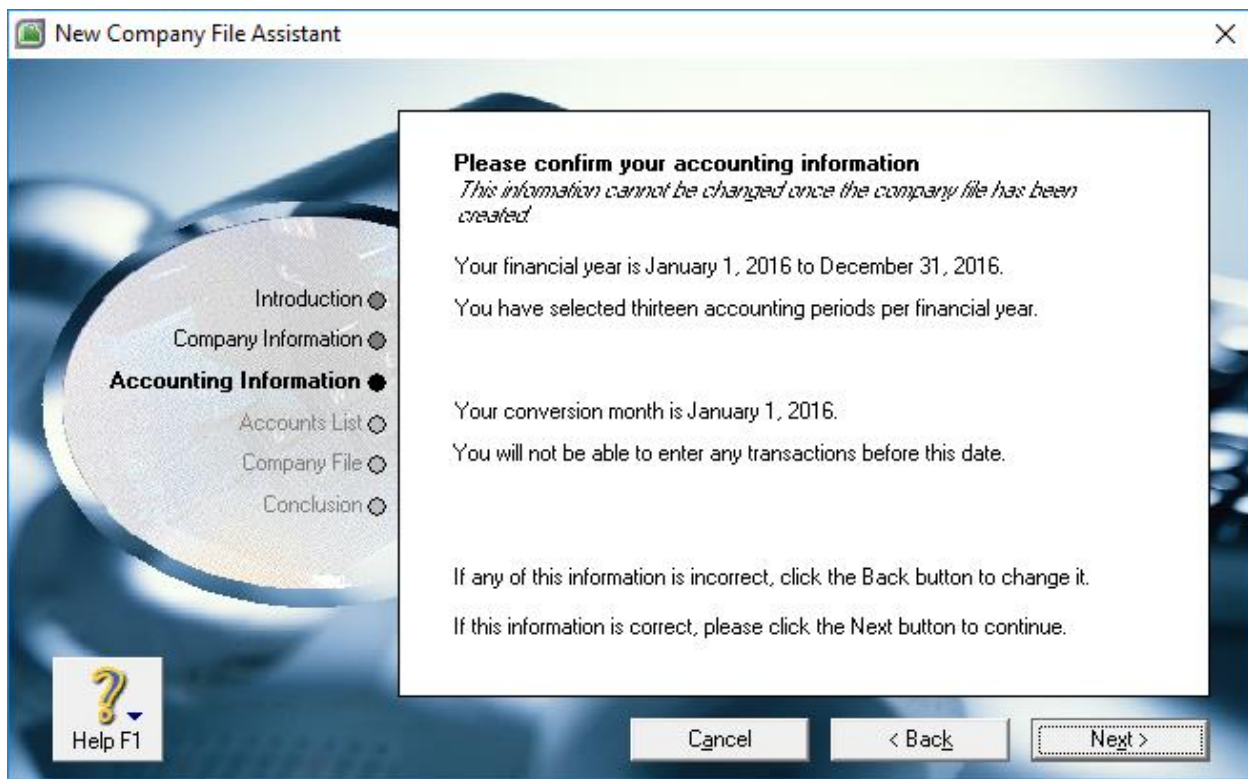 New Company File Assistant
Please confirm your accounting information
This information cannot be changed once the company file has been
created.
Your financial year is January 1, 2016 to December 31, 2016.
You have selected thirteen accounting periods per financial year.
Your conversion month is January 1, 2016.
You will not be able to enter any transactions before this date.
If any of this information is incorrect, click the Back button to change it.
If this information is correct, please click the Next button to continue.
Introduction
Company Information
Accounting Information
Accounts List
Company File
Conclusion
Help F1
Cancel
< Back
Next >